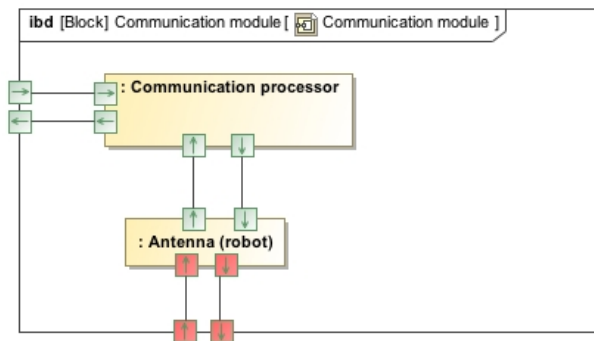 ibd [Block] Communication module [ Communication module ]
: Communication processor
: Antenna (robot)